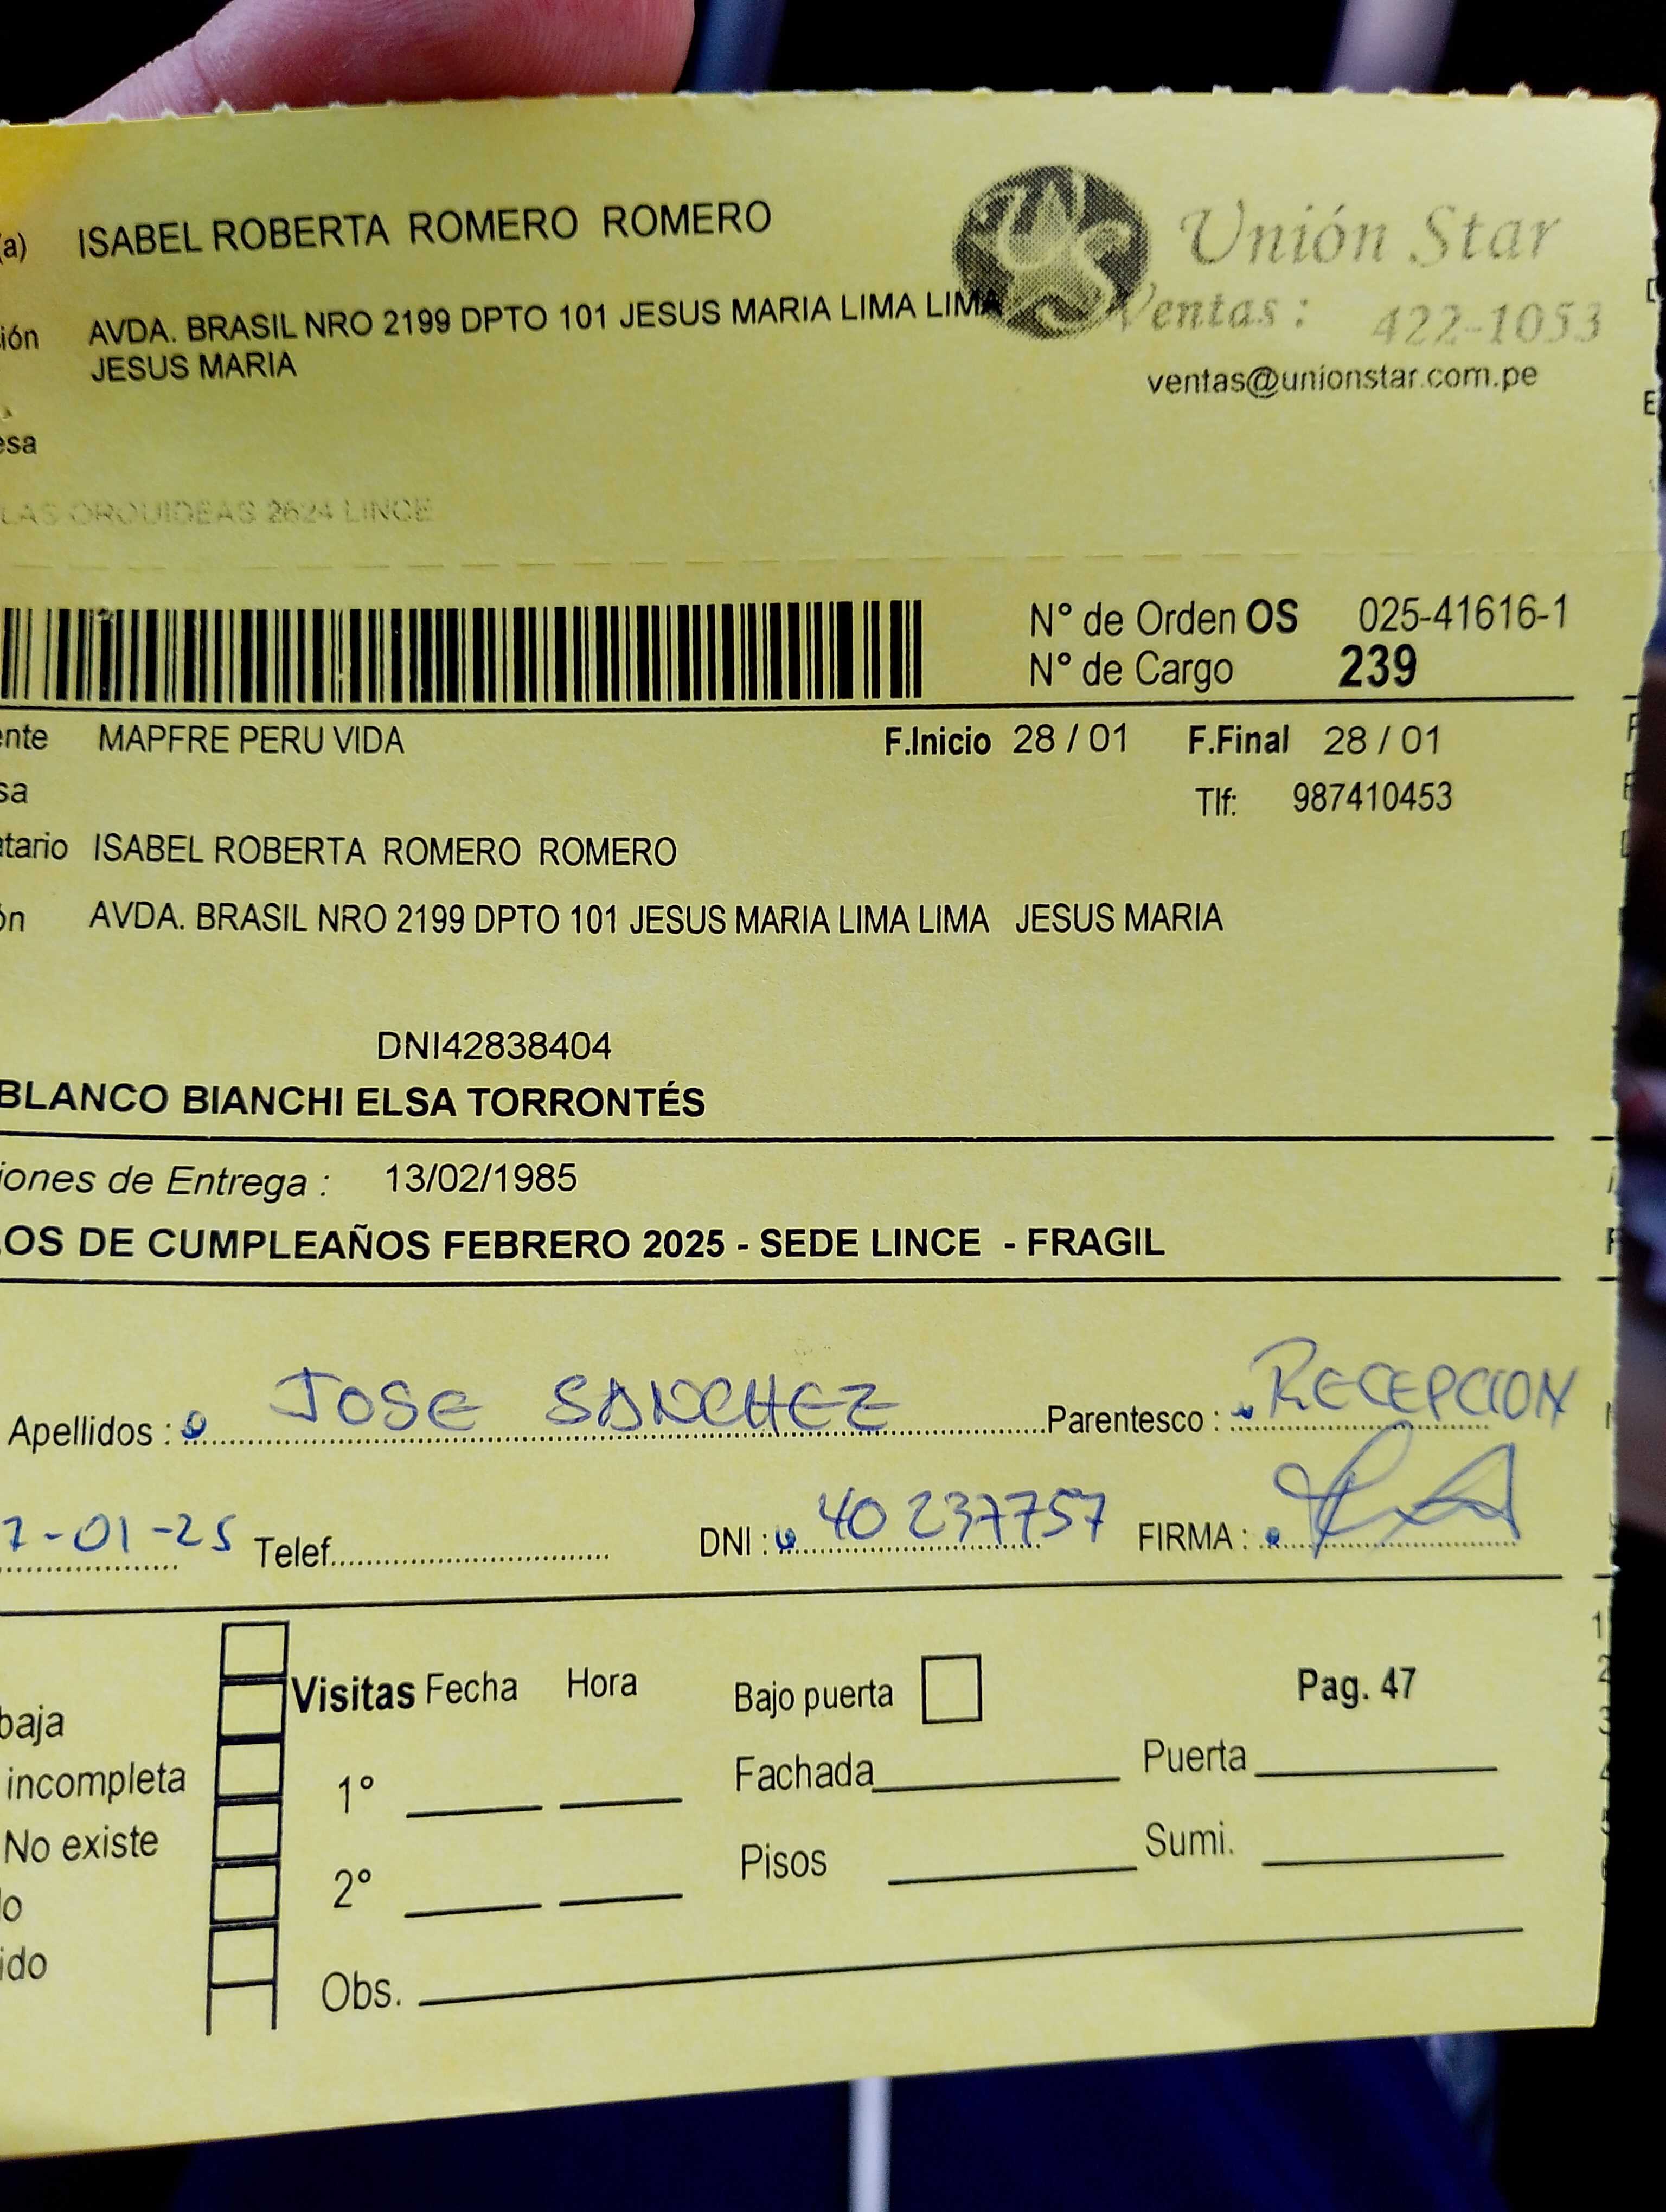 (a) ISABEL ROBERTA ROMERO ROMERO
Unión Star
ión AVDA. BRASIL NRO 2199 DPTO 101 JESUS MARIA LIMA LIMA
JESUS MARIA
Ventas : 422-1053
ventas@unionstar.com.pe
esa
LAS ORQUIDEAS 2624 LINCE
N° de Orden OS 025-41616-1
N° de Cargo 239
nte MAPFRE PERU VIDA F.Inicio 28 / 01 F.Final 28 / 01
sa Tlf: 987410453
tario ISABEL ROBERTA ROMERO ROMERO
ón AVDA. BRASIL NRO 2199 DPTO 101 JESUS MARIA LIMA LIMA JESUS MARIA
DNI42838404
BLANCO BIANCHI ELSA TORRONTÉS
iones de Entrega : 13/02/1985
LOS DE CUMPLEAÑOS FEBRERO 2025 - SEDE LINCE - FRAGIL
Apellidos : JOSE SANCHEZ Parentesco : RECEPCION
7-01-25 Telef. DNI : 40237757 FIRMA :
Visitas Fecha Hora Bajo puerta Pag. 47
baja
incompleta 1° Fachada Puerta
No existe
2° Pisos Sumi.
lo
ido
Obs.